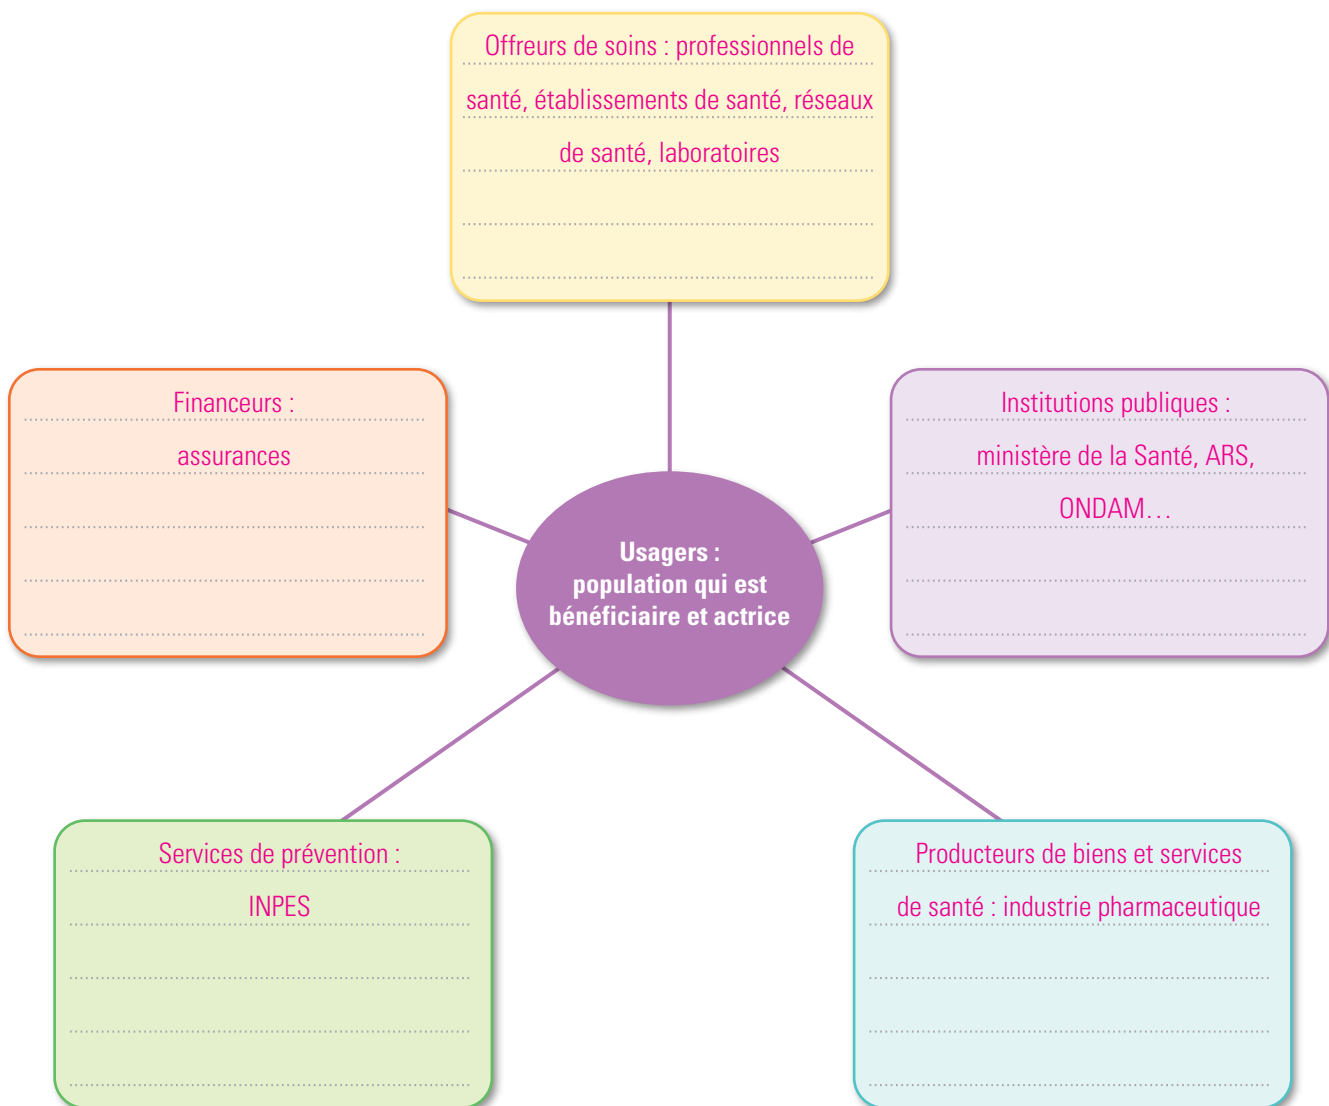 Offreurs de soins : professionnels de
santé, établissements de santé, réseaux
de santé, laboratoires
Financeurs :
assurances
Institutions publiques :
ministère de la Santé, ARS,
ONDAM…
Usagers :
population qui est
bénéficiaire et actrice
Services de prévention :
INPES
Producteurs de biens et services
de santé : industrie pharmaceutique